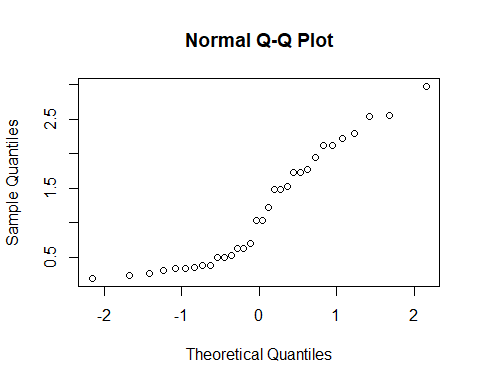 Normal Q-Q Plot
Sample Quantiles
2.5
1.5
0.5
-2 -1 0 1 2
Theoretical Quantiles